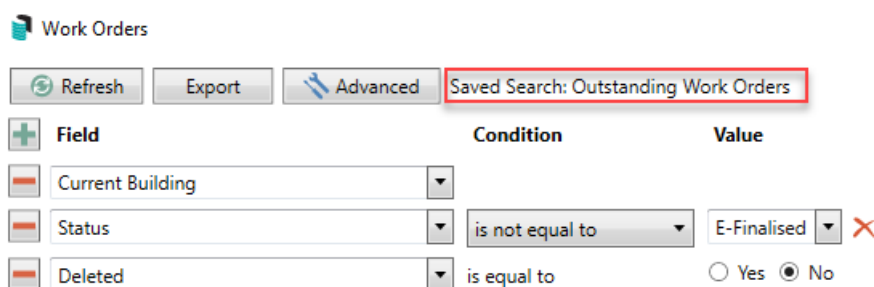 Work Orders
Refresh Export Advanced Saved Search: Outstanding Work Orders
Field Condition Value
Current Building
Status is not equal to E-Finalised
Deleted is equal to Yes No